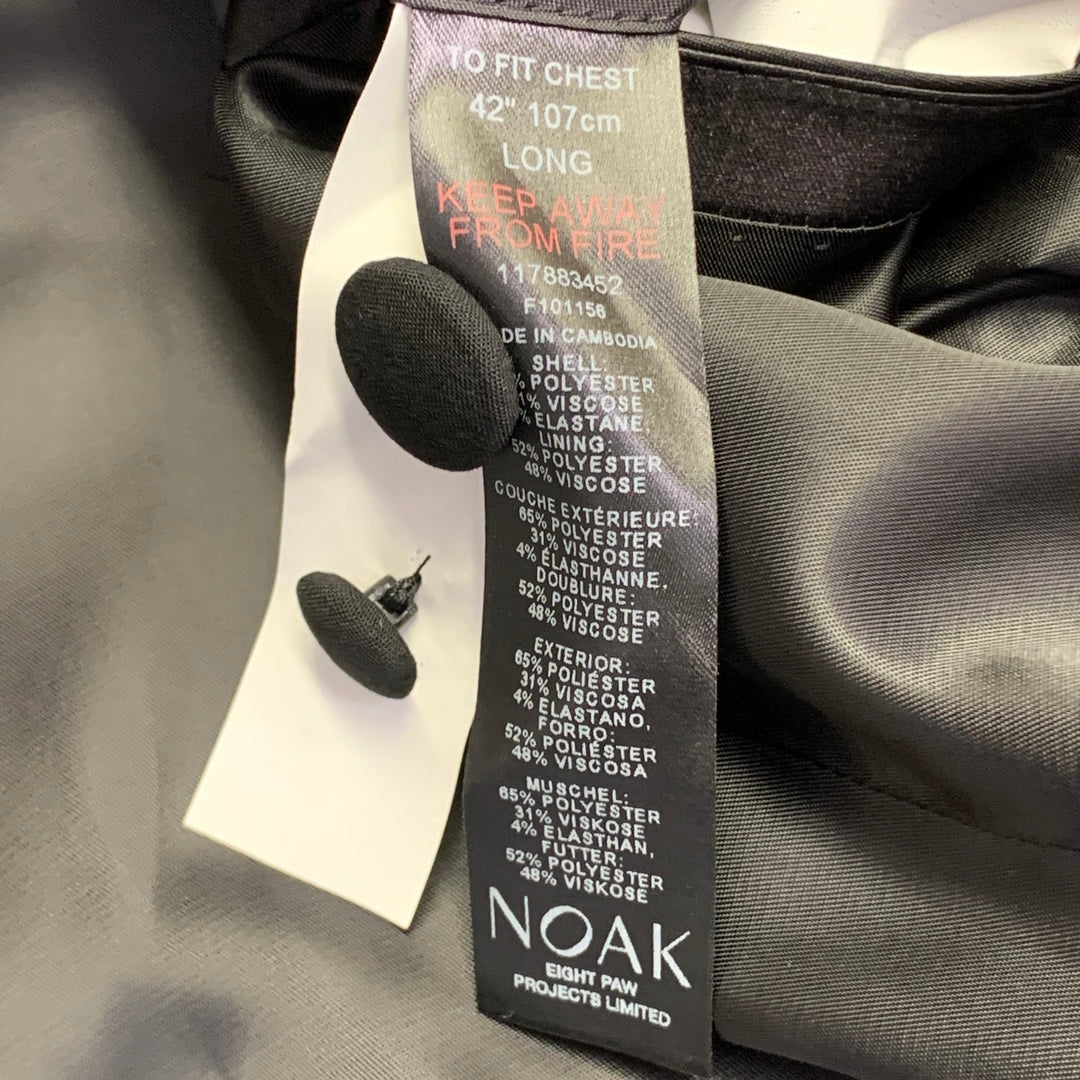 TO FIT CHEST
42" 107cm
LONG
KEEP AWAY
FROM FIRE
117883452
F101156
DE IN CAMBODIA
SHELL:
% POLYESTER
1% VISCOSE
% ELASTANE
LINING:
52% POLYESTER
48% VISCOSE
COUCHE EXTÉRIEURE:
65% POLYESTER
31% VISCOSE
4% ÉLASTHANNE,
DOUBLURE:
52% POLYESTER
48% VISCOSE
EXTERIOR:
65% POLIÉSTER
31% VISCOSA
4% ELASTANO,
FORRO:
52% POLIÉSTER
48% VISCOSA
MUSCHEL:
65% POLYESTER
31% VISKOSE
4% ELASTHAN,
FUTTER:
52% POLYESTER
48% VISKOSE
NOAK
EIGHT PAW
PROJECTS LIMITED